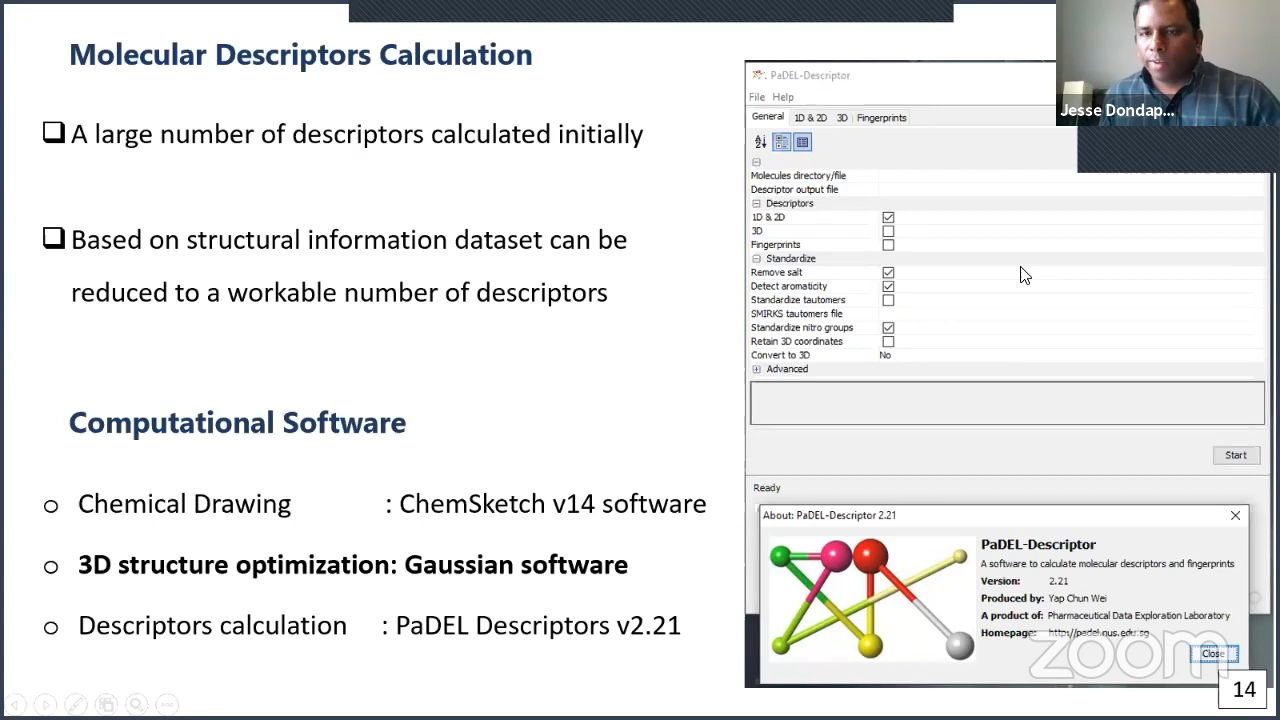 Molecular Descriptors Calculation
A large number of descriptors calculated initially
Based on structural information dataset can be
reduced to a workable number of descriptors
Computational Software
Chemical Drawing : ChemSketch v14 software
3D structure optimization: Gaussian software
Descriptors calculation : PaDEL Descriptors v2.21
Jesse Dondap...
PaDEL-Descriptor
File Help
General 1D & 2D 3D Fingerprints
Molecules directory/file
Descriptor output file
Descriptors
1D & 2D
3D
Fingerprints
Standardize
Remove salt
Detect aromaticity
Standardize tautomers
SMIRKS tautomers file
Standardize nitro groups
Retain 3D coordinates
Convert to 3D No
Advanced
Start
Ready
About: PaDEL-Descriptor 2.21
PaDEL-Descriptor
A software to calculate molecular descriptors and fingerprints
Version: 2.21
Produced by: Yap Chun Wei
A product of: Pharmaceutical Data Exploration Laboratory
Homepage: http://padel.nus.edu.sg
Close
zoom
14